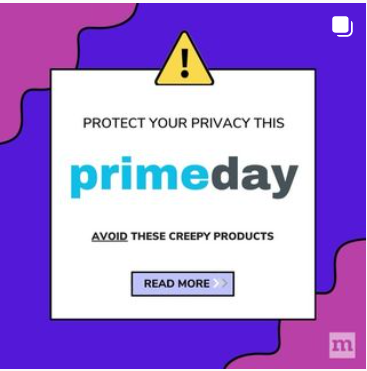 !
PROTECT YOUR PRIVACY THIS
primeday
AVOID THESE CREEPY PRODUCTS
READ MORE >>
m